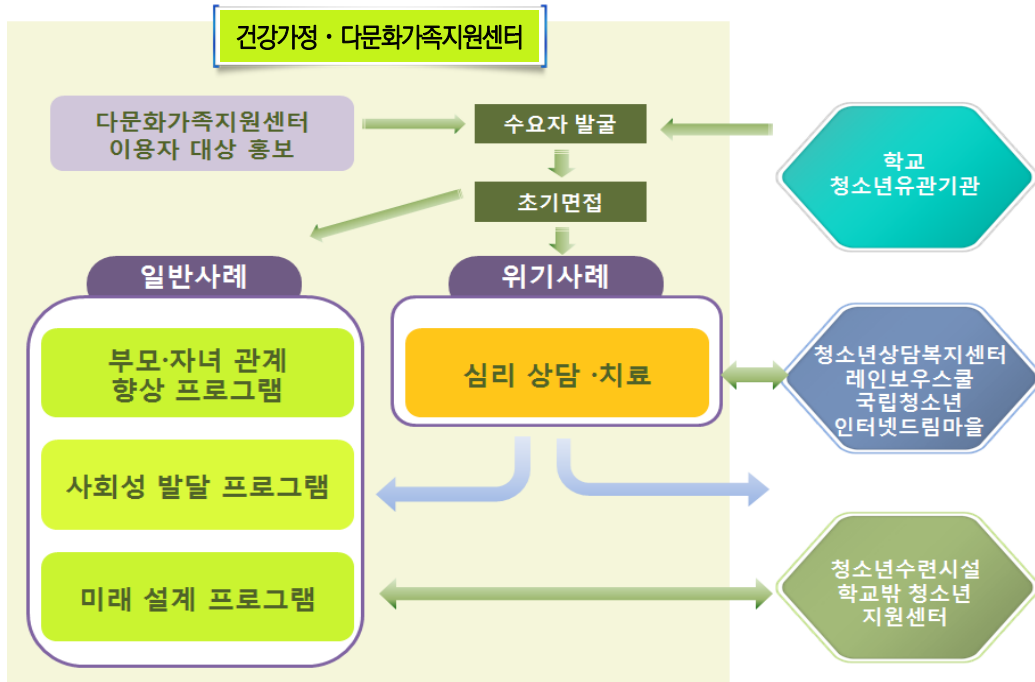 건강가정 · 다문화가족지원센터
다문화가족지원센터
이용자 대상 홍보
수요자 발굴
학교
청소년유관기관
초기면접
일반사례
위기사례
부모·자녀 관계
향상 프로그램
심리 상담 ·치료
청소년상담복지센터
레인보우스쿨
국립청소년
인터넷드림마을
사회성 발달 프로그램
미래 설계 프로그램
청소년수련시설
학교밖 청소년
지원센터